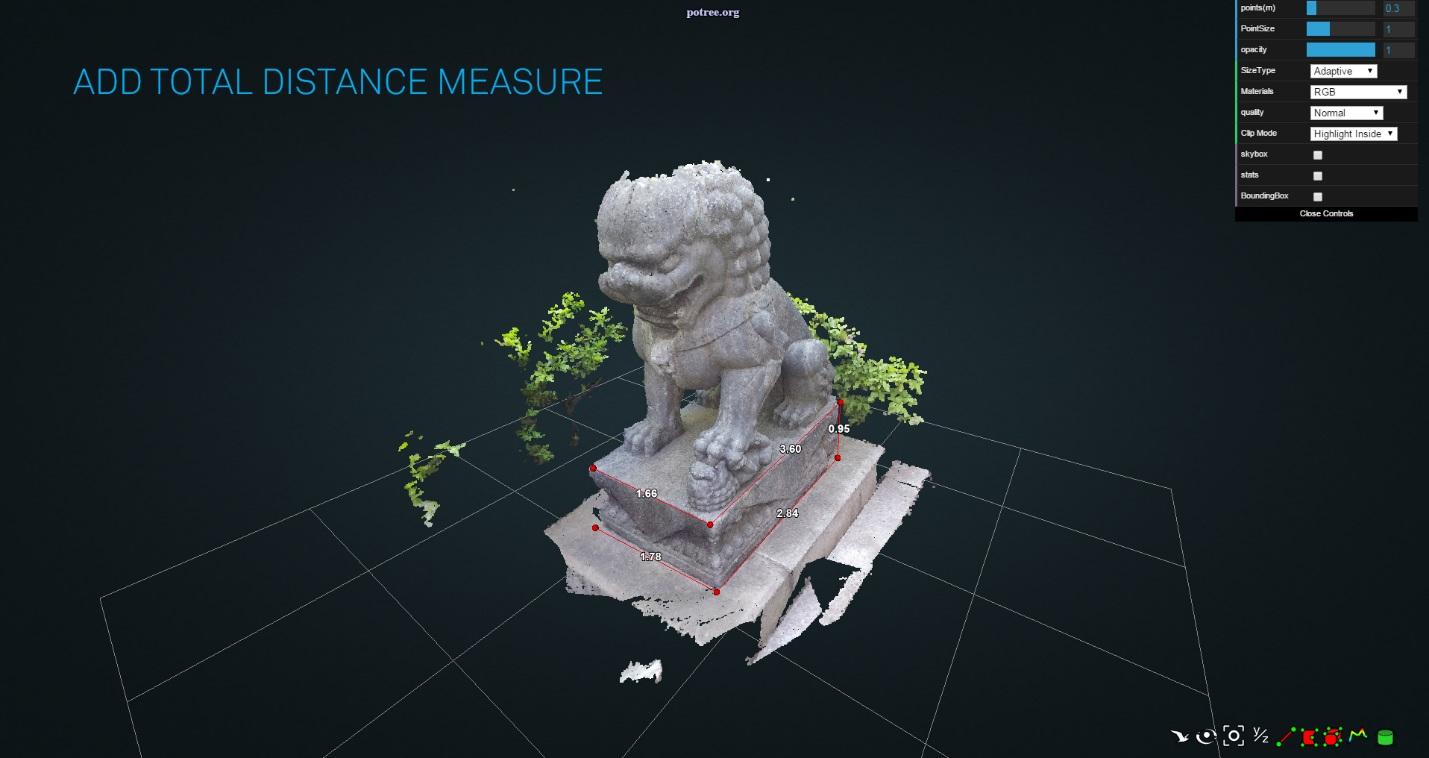 potree.org
points(m)
0.3
PointSize
1
opacity
1
SizeType
Adaptive
Materials
RGB
quality
Normal
Clip Mode
Highlight Inside
skybox
stats
BoundingBox
Close Controls
ADD TOTAL DISTANCE MEASURE
0.95
3.60
1.66
2.84
1.78
y/z